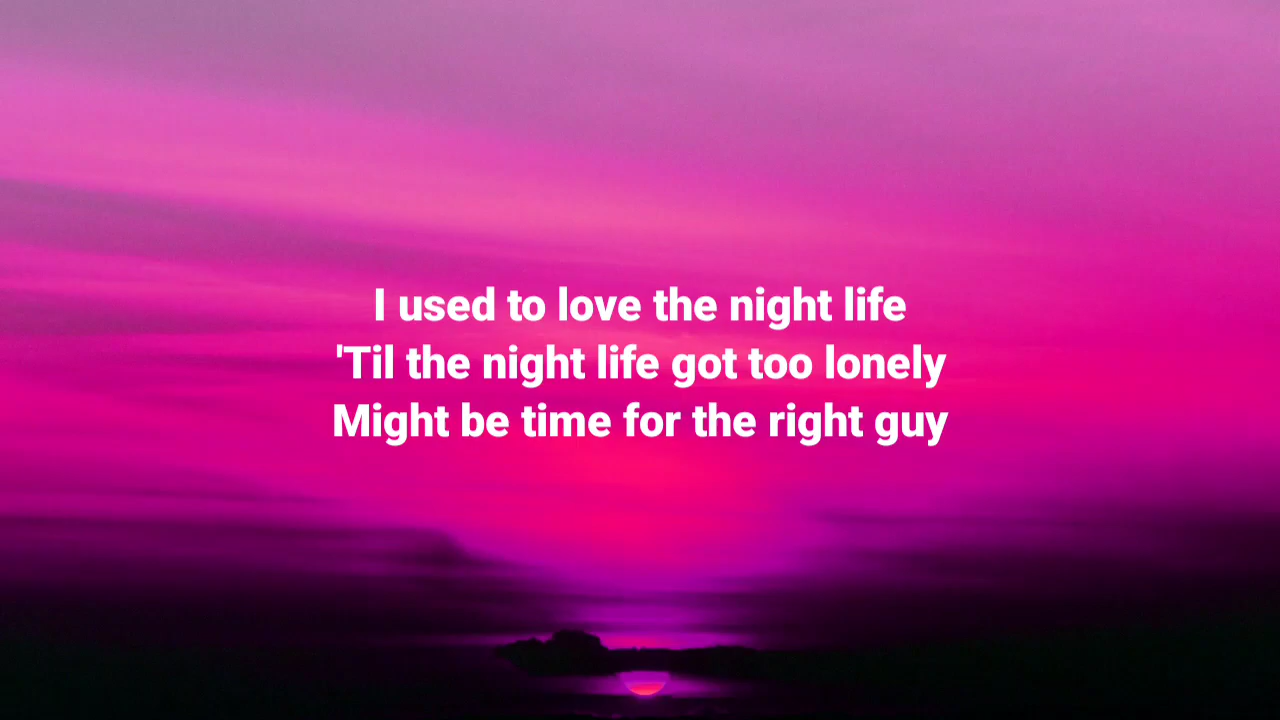 I used to love the night life
'Til the night life got too lonely
Might be time for the right guy